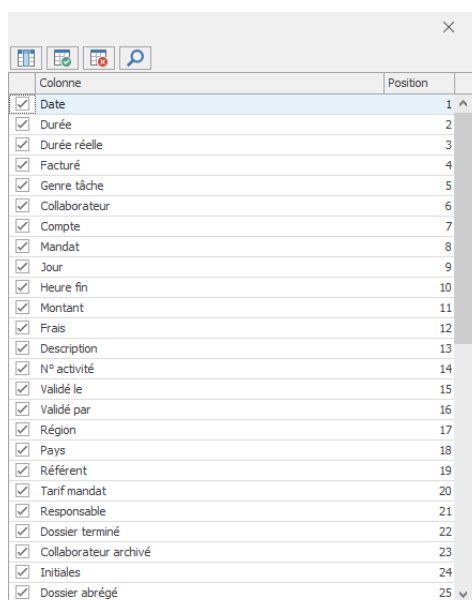 Colonne Position
Date 1
Durée 2
Durée réelle 3
Facturé 4
Genre tâche 5
Collaborateur 6
Compte 7
Mandat 8
Jour 9
Heure fin 10
Montant 11
Frais 12
Description 13
N° activité 14
Validé le 15
Validé par 16
Région 17
Pays 18
Référent 19
Tarif mandat 20
Responsable 21
Dossier terminé 22
Collaborateur archivé 23
Initiales 24
Dossier abrégé 25